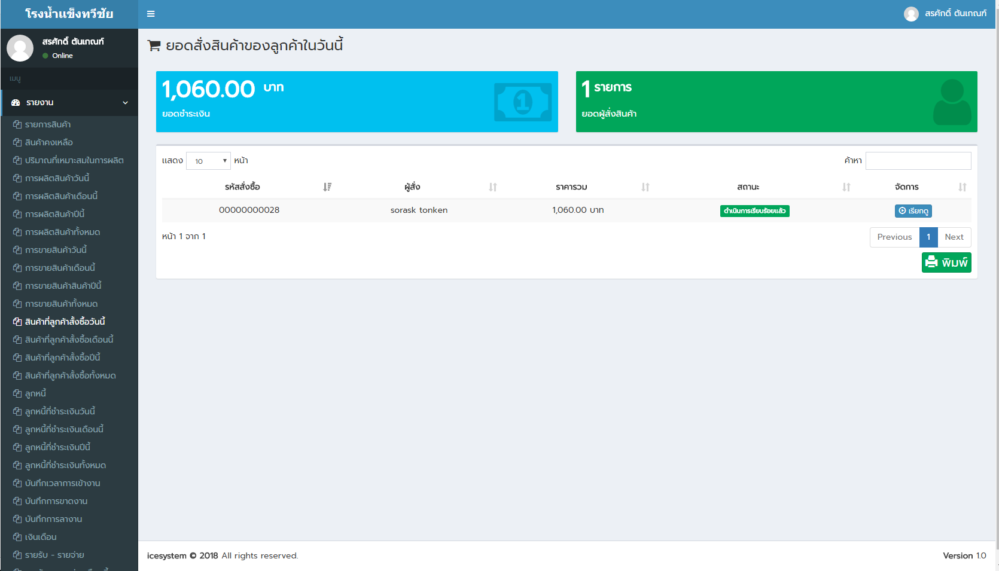 โรงน้ำแข็งทวีชัย
สรศักดิ์ ตันเกณฑ์
สรศักดิ์ ตันเกณฑ์
Online
เมนู
รายงาน
รายการสินค้า
สินค้าคงเหลือ
ปริมาณที่เหมาะสมในการผลิต
การผลิตสินค้าวันนี้
การผลิตสินค้าเดือนนี้
การผลิตสินค้าปีนี้
การผลิตสินค้าทั้งหมด
การขายสินค้าวันนี้
การขายสินค้าเดือนนี้
การขายสินค้าสินค้าปีนี้
การขายสินค้าทั้งหมด
สินค้าที่ลูกค้าสั้งซื้อวันนี้
สินค้าที่ลูกค้าสั้งซื้อเดือนนี้
สินค้าที่ลูกค้าสั้งซื้อปีนี้
สินค้าที่ลูกค้าสั้งซื้อทั้งหมด
ลูกหนี้
ลูกหนี้ที่ชำระเงินวันนี้
ลูกหนี้ที่ชำระเงินเดือนนี้
ลูกหนี้ที่ชำระเงินปีนี้
ลูกหนี้ที่ชำระเงินทั้งหมด
บันทึกเวลาการเข้างาน
บันทึกการขาดงาน
บันทึกการลางาน
เงินเดือน
รายรับ - รายจ่าย
ยอดสั่งสินค้าของลูกค้าในวันนี้
1,060.00 บาท
ยอดชำระเงิน
1 รายการ
ยอดผู้สั่งสินค้า
แสดง 10 หน้า
ค้าหา
รหัสสั่งซื้อ ผู้สั่ง ราคารวม สถานะ จัดการ
00000000028 sorask tonken 1,060.00 บาท ดำเนินการเรียบร้อยแล้ว เรียกดู
หน้า 1 จาก 1
Previous 1 Next
พิมพ์
icesystem © 2018 All rights reserved.
Version 1.0